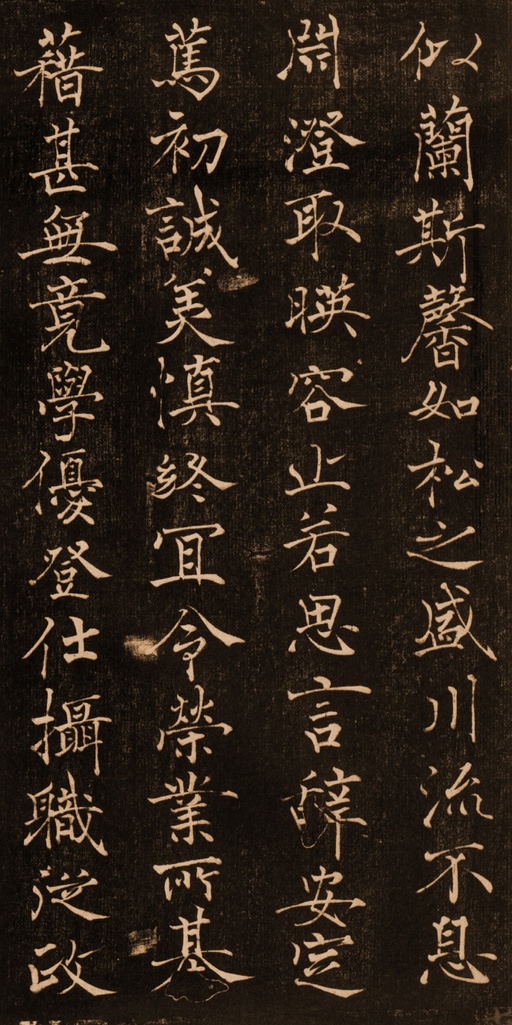 似蘭斯馨如松之盛川流不息
淵澄取暎容止若思言辭安定
篤初誠美慎終冝令榮業所基
藉甚無竟學優登仕攝職従政